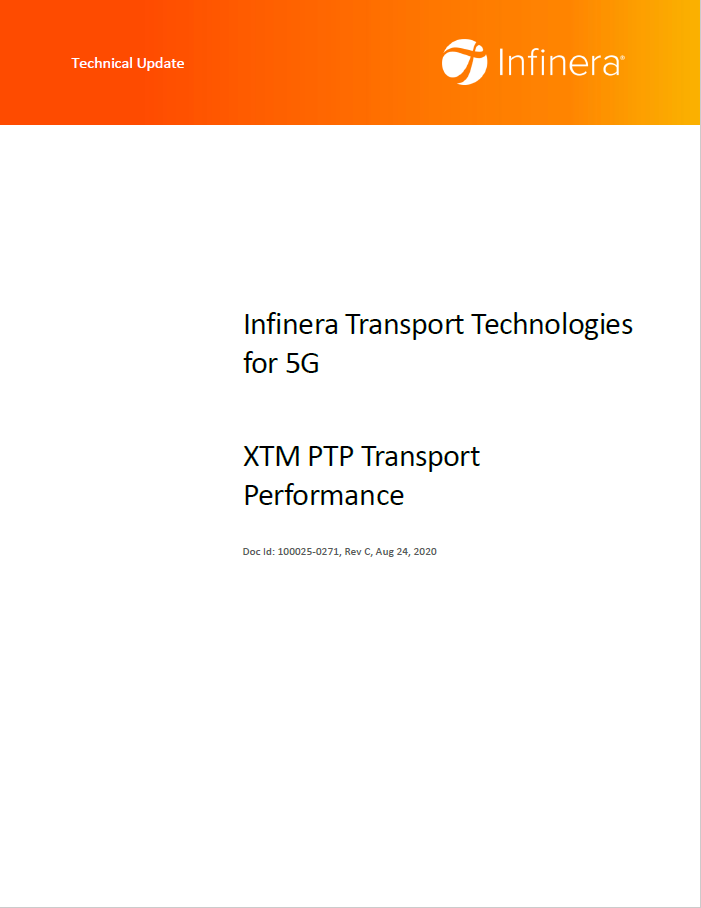 Technical Update
Infinera®
Infinera Transport Technologies
for 5G
XTM PTP Transport
Performance
Doc Id: 100025-0271, Rev C, Aug 24, 2020